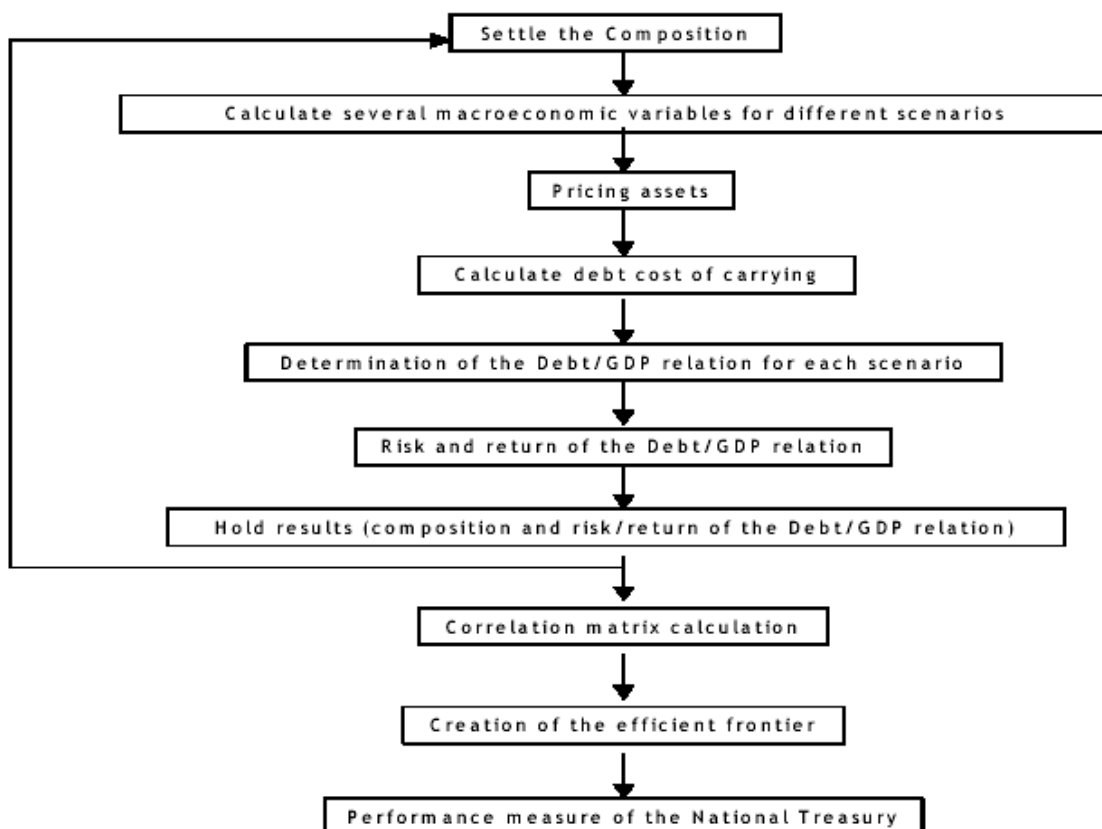 Settle the Composition
Calculate several macroeconomic variables for different scenarios
Pricing assets
Calculate debt cost of carrying
Determination of the Debt/GDP relation for each scenario
Risk and return of the Debt/GDP relation
Hold results (composition and risk/return of the Debt/GDP relation)
Correlation matrix calculation
Creation of the efficient frontier
Performance measure of the National Treasury